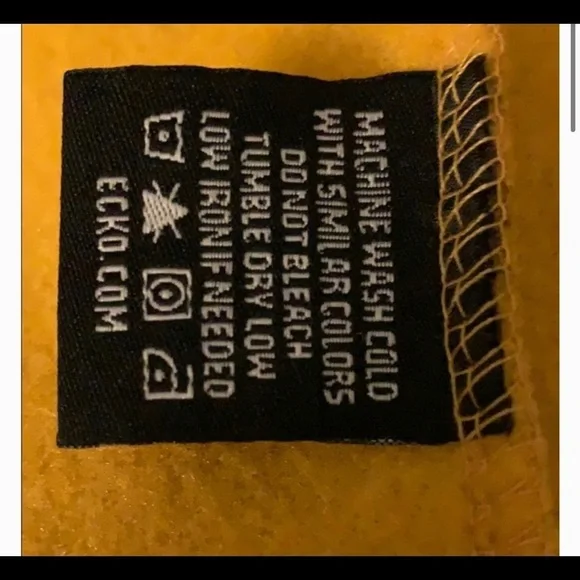 MACHINE WASH COLD
WITH SIMILAR COLORS
DO NOT BLEACH
TUMBLE DRY LOW
LOW IRON IF NEEDED
ECKO.COM